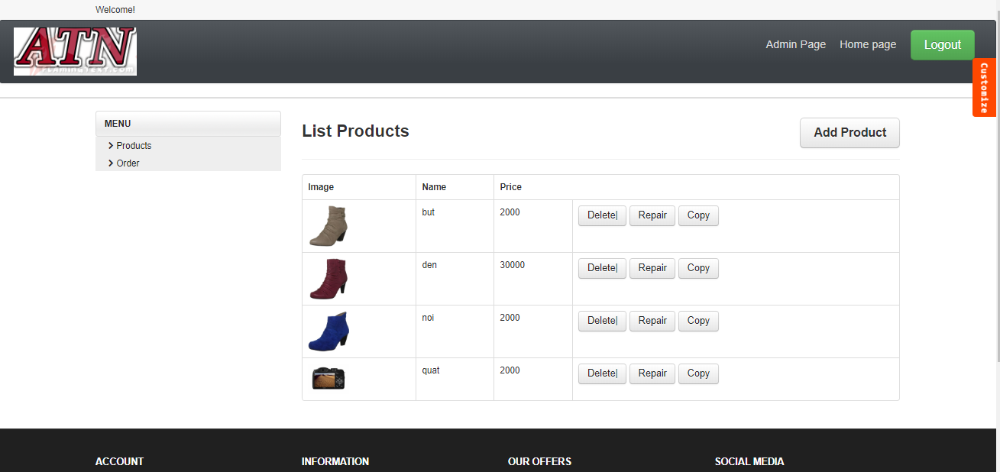 Welcome!
ATN
FLAMINGTEXT.COM
Admin Page Home page Logout
Customize
MENU
Products
Order
List Products Add Product
Image Name Price
but 2000 Delete| Repair Copy
den 30000 Delete| Repair Copy
noi 2000 Delete| Repair Copy
quat 2000 Delete| Repair Copy
ACCOUNT INFORMATION OUR OFFERS SOCIAL MEDIA